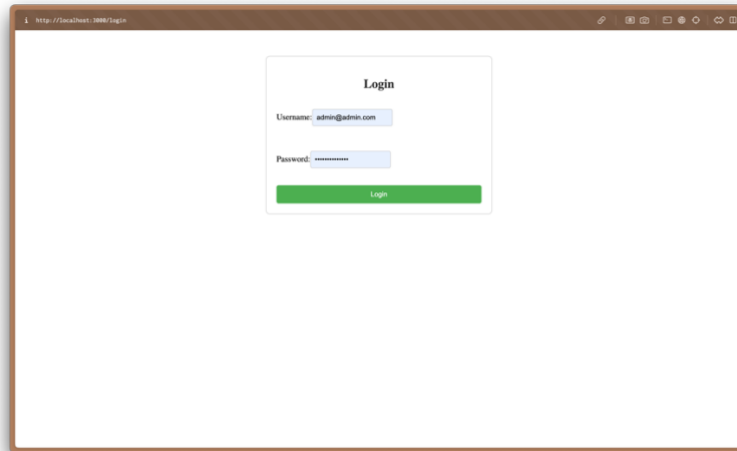 http://localhost:3000/login
Login
Username: admin@admin.com
Password: ••••••••••••••
Login